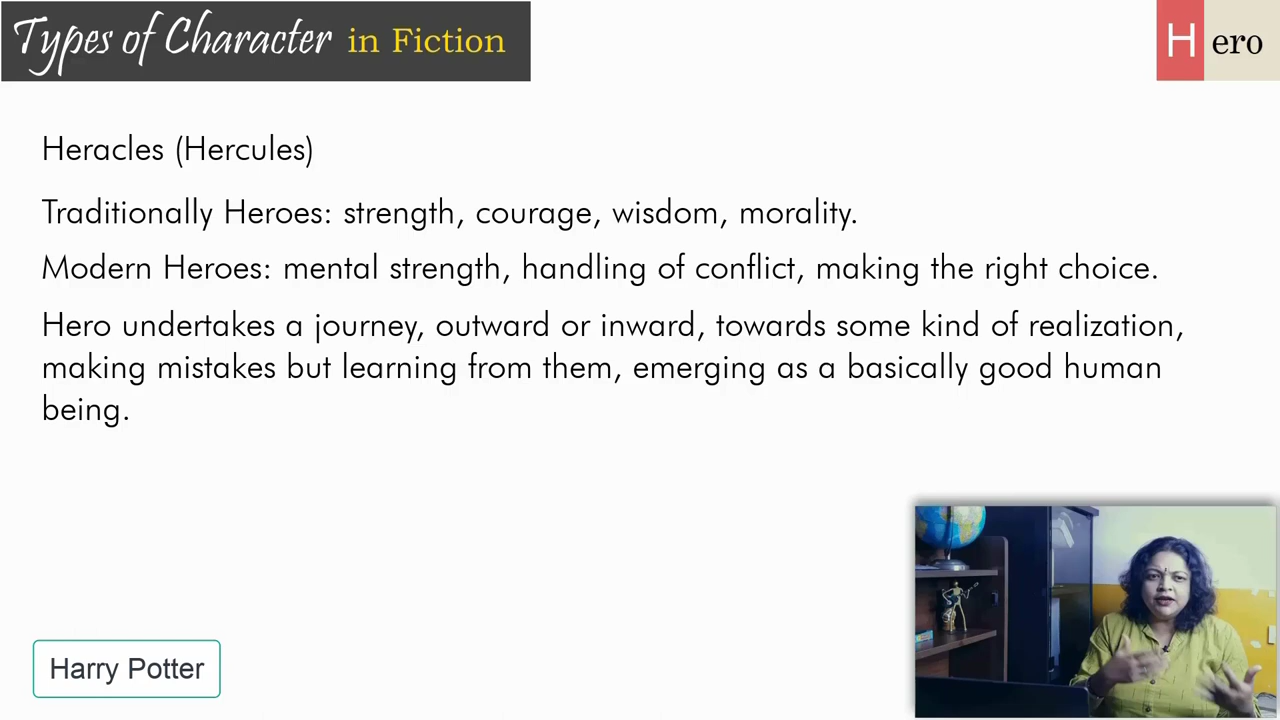 Types of Character in Fiction
Hero
Heracles (Hercules)
Traditionally Heroes: strength, courage, wisdom, morality.
Modern Heroes: mental strength, handling of conflict, making the right choice.
Hero undertakes a journey, outward or inward, towards some kind of realization,
making mistakes but learning from them, emerging as a basically good human
being.
Harry Potter